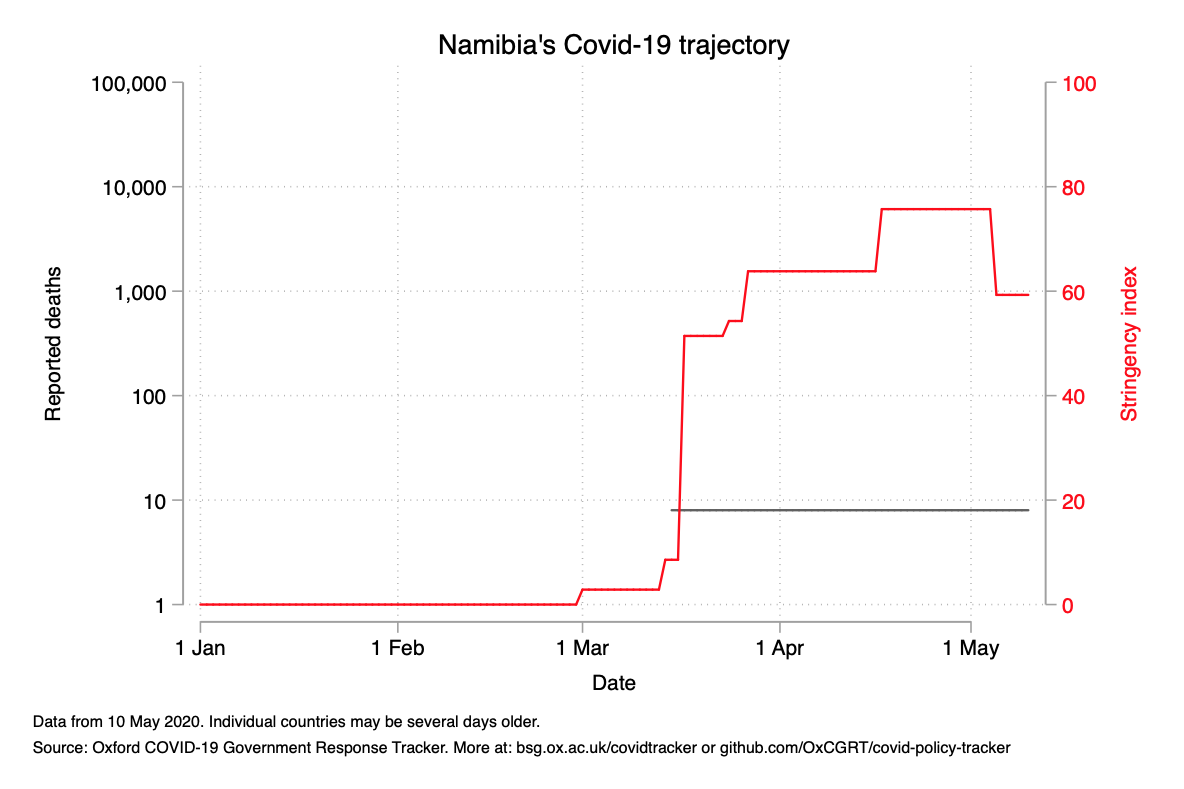 Namibia's Covid-19 trajectory
100,000
10,000
1,000
100
10
1
Reported deaths
100
80
60
40
20
0
Stringency index
1 Jan
1 Feb
1 Mar
1 Apr
1 May
Date
Data from 10 May 2020. Individual countries may be several days older.
Source: Oxford COVID-19 Government Response Tracker. More at: bsg.ox.ac.uk/covidtracker or github.com/OxCGRT/covid-policy-tracker